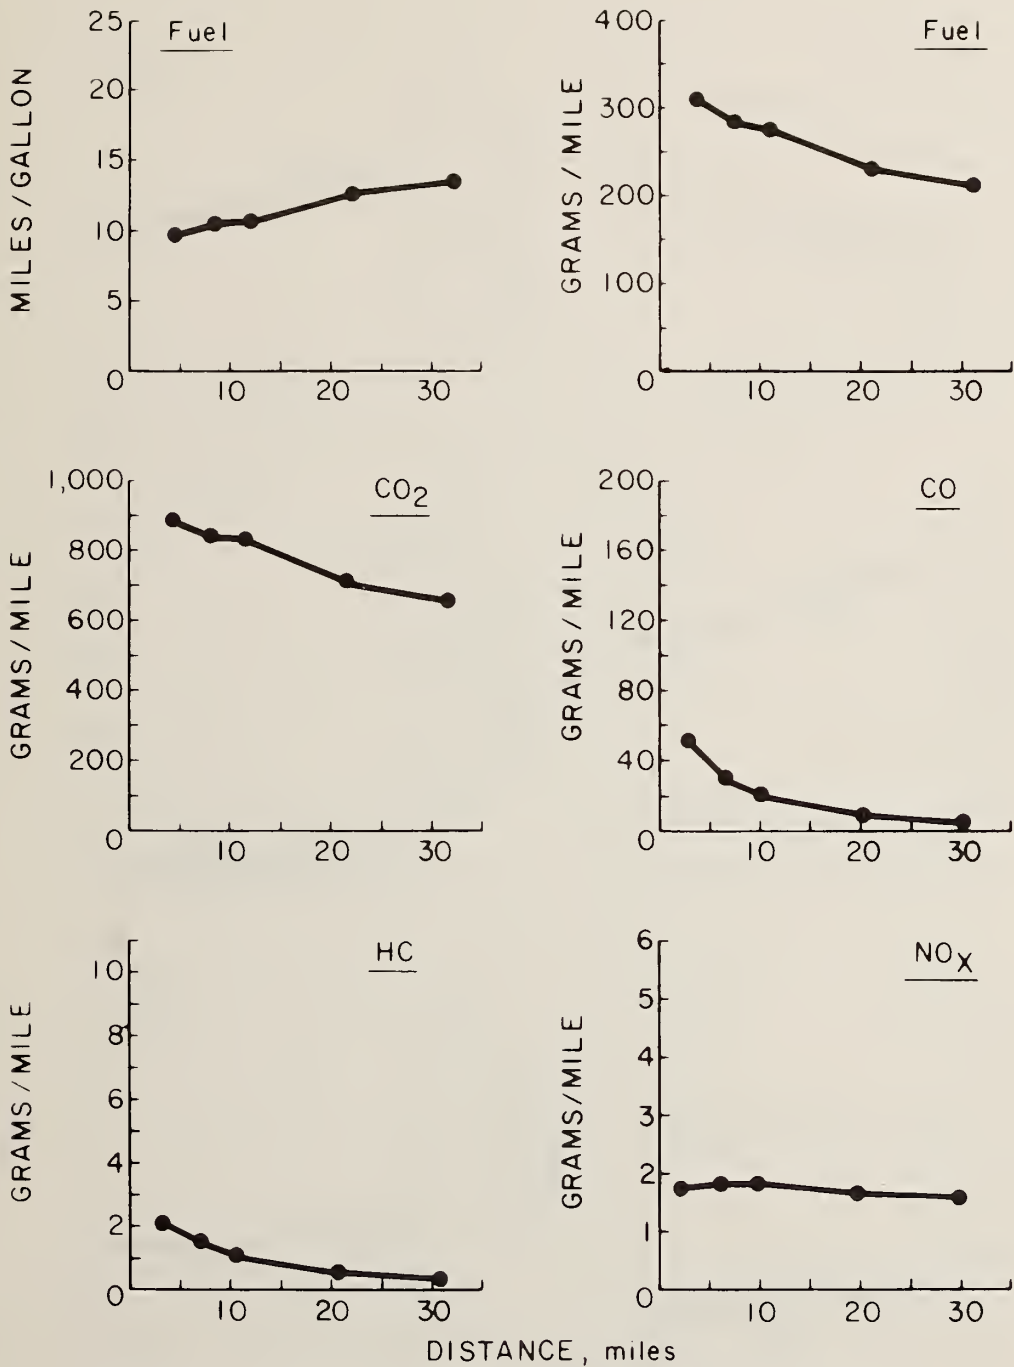 Fuel
MILES/GALLON
25
20
15
10
5
0
10 20 30
Fuel
GRAMS/MILE
400
300
200
100
0
10 20 30
CO2
GRAMS/MILE
1,000
800
600
400
200
0
10 20 30
CO
GRAMS/MILE
200
160
120
80
40
0
10 20 30
HC
GRAMS/MILE
10
8
6
4
2
0
10 20 30
NOX
GRAMS/MILE
6
5
4
3
2
1
0
10 20 30
DISTANCE, miles